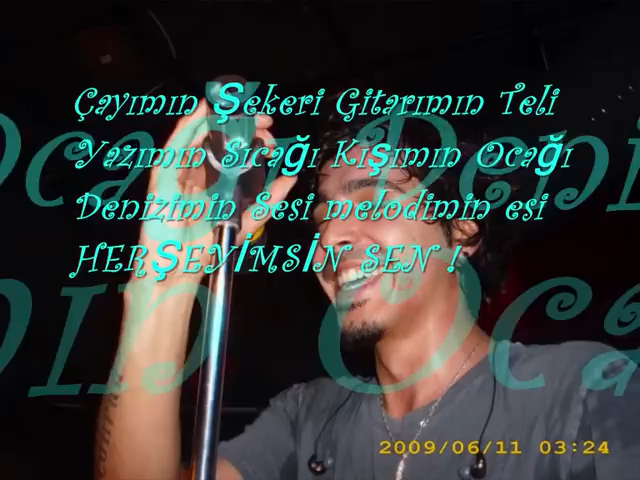 Çayımın Şekeri Gitarımın Teli
Yazımın Sıcağı Kışımın Ocağı
Denizimin Sesi melodimin esi
HERŞEYİMSİN SEN !
2009/06/11 03:24